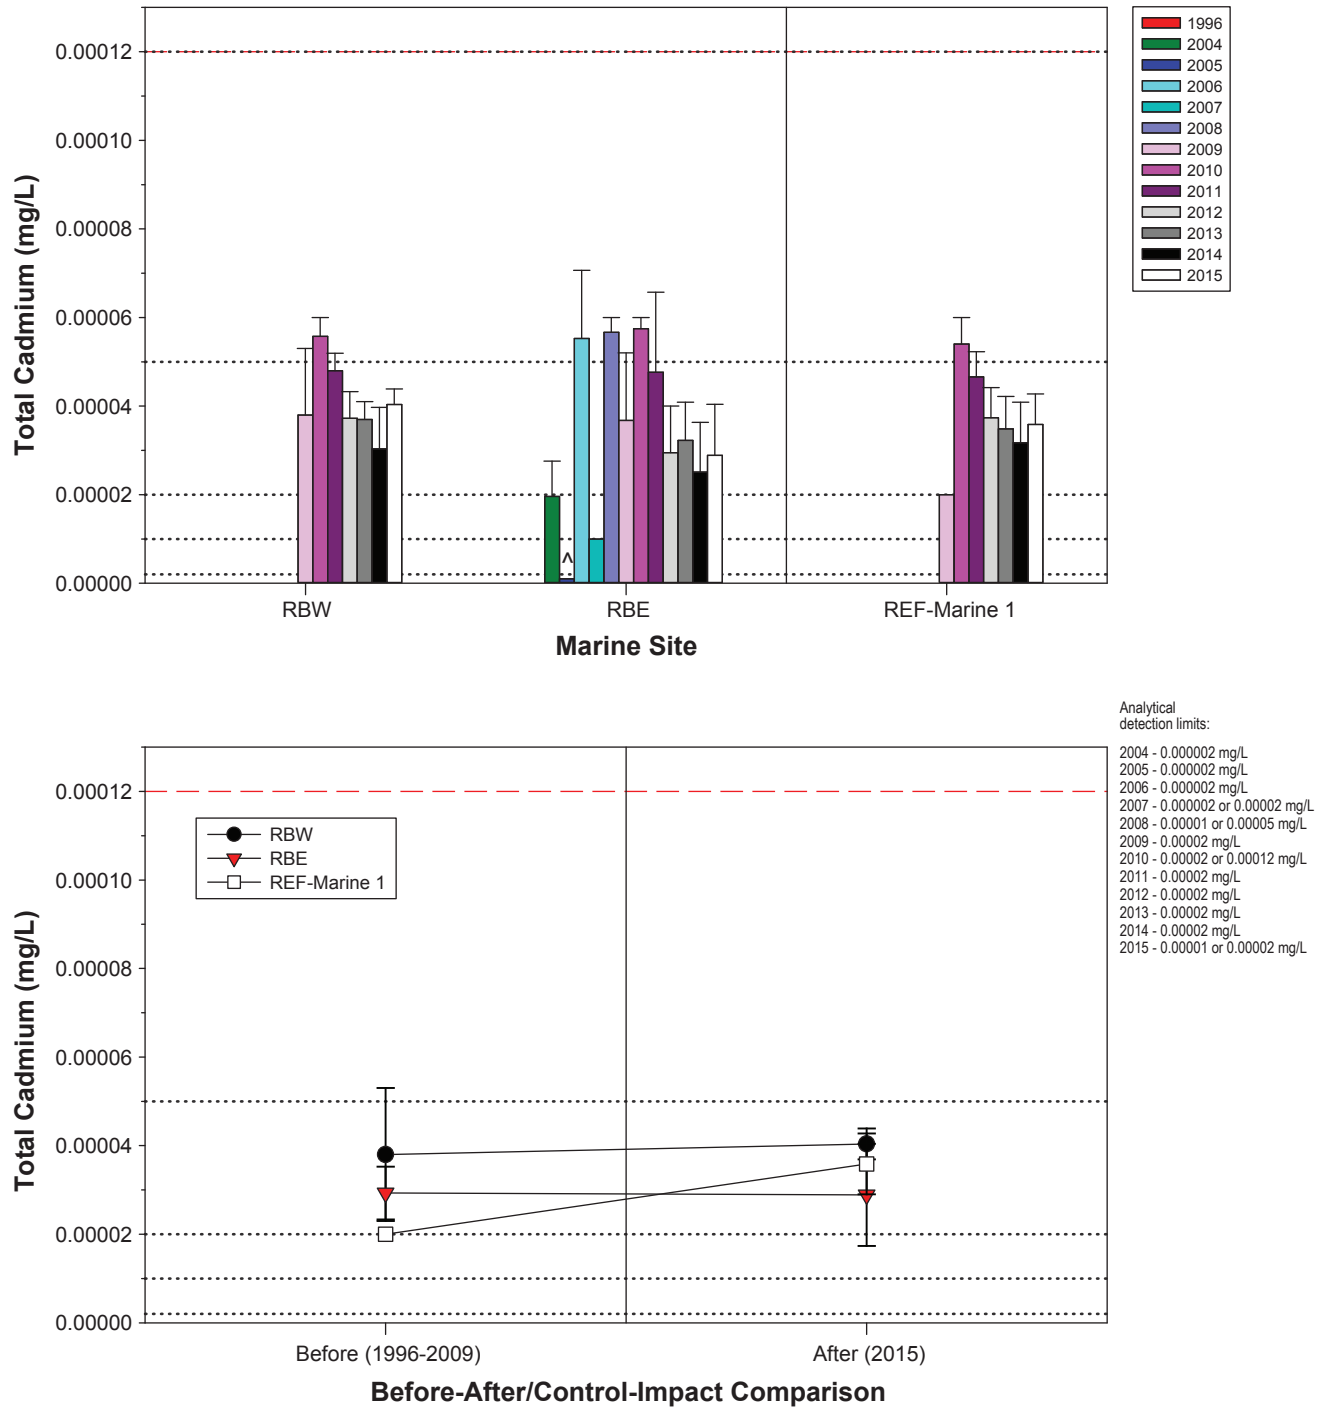 0.00012
0.00010
0.00008
0.00006
0.00004
0.00002
0.00000
Total Cadmium (mg/L)
^
RBW
RBE
REF-Marine 1
Marine Site
1996
2004
2005
2006
2007
2008
2009
2010
2011
2012
2013
2014
2015
0.00012
0.00010
0.00008
0.00006
0.00004
0.00002
0.00000
Total Cadmium (mg/L)
RBW
RBE
REF-Marine 1
Before (1996-2009)
After (2015)
Before-After/Control-Impact Comparison
Analytical
detection limits:
2004 - 0.000002 mg/L
2005 - 0.000002 mg/L
2006 - 0.000002 mg/L
2007 - 0.000002 or 0.00002 mg/L
2008 - 0.00001 or 0.00005 mg/L
2009 - 0.00002 mg/L
2010 - 0.00002 or 0.00012 mg/L
2011 - 0.00002 mg/L
2012 - 0.00002 mg/L
2013 - 0.00002 mg/L
2014 - 0.00002 mg/L
2015 - 0.00001 or 0.00002 mg/L